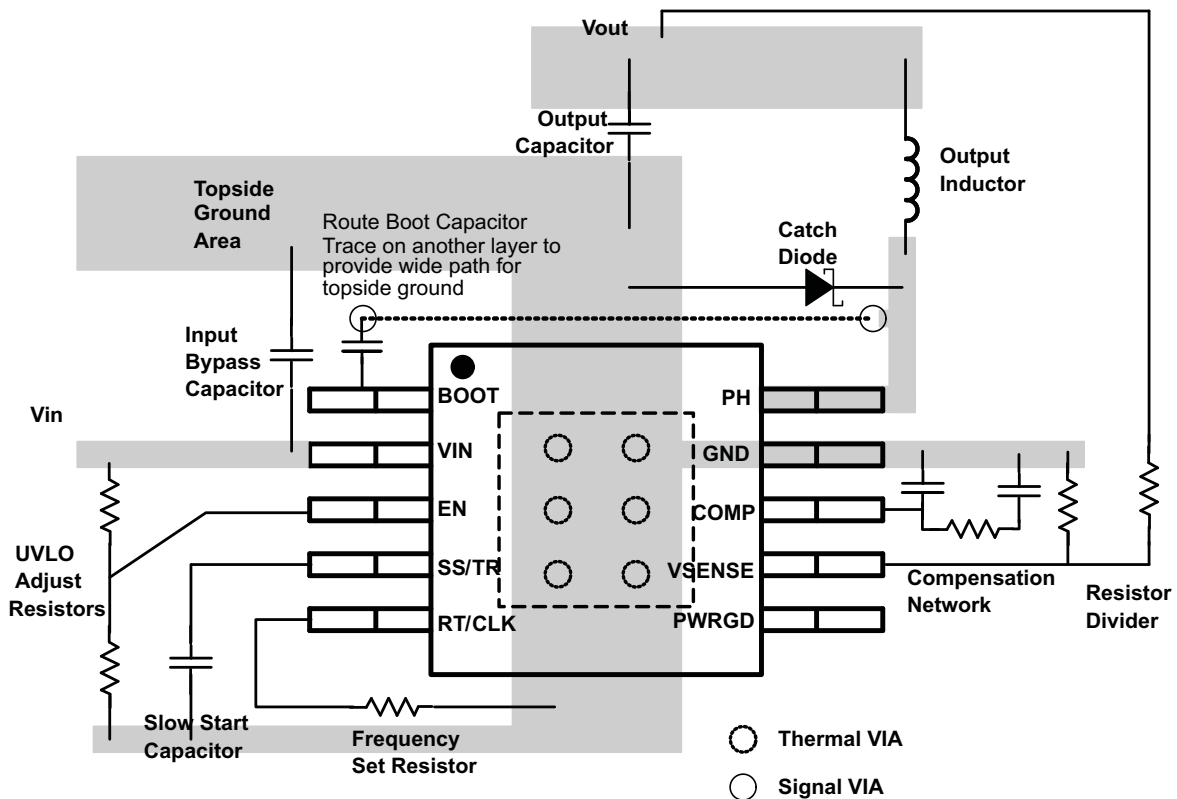 Vout
Output
Capacitor
Output
Inductor
Topside
Ground
Area
Route Boot Capacitor
Trace on another layer to
provide wide path for
topside ground
Catch
Diode
Input
Bypass
Capacitor
Vin
BOOT
VIN
EN
SS/TR
RT/CLK
PH
GND
COMP
VSENSE
PWRGD
UVLO
Adjust
Resistors
Compensation
Network
Resistor
Divider
Slow Start
Capacitor
Frequency
Set Resistor
Thermal VIA
Signal VIA